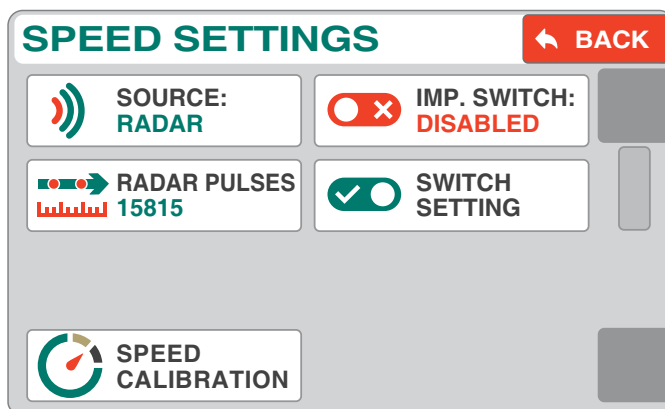 SPEED SETTINGS
BACK
SOURCE:
RADAR
IMP. SWITCH:
DISABLED
RADAR PULSES
15815
SWITCH
SETTING
SPEED
CALIBRATION